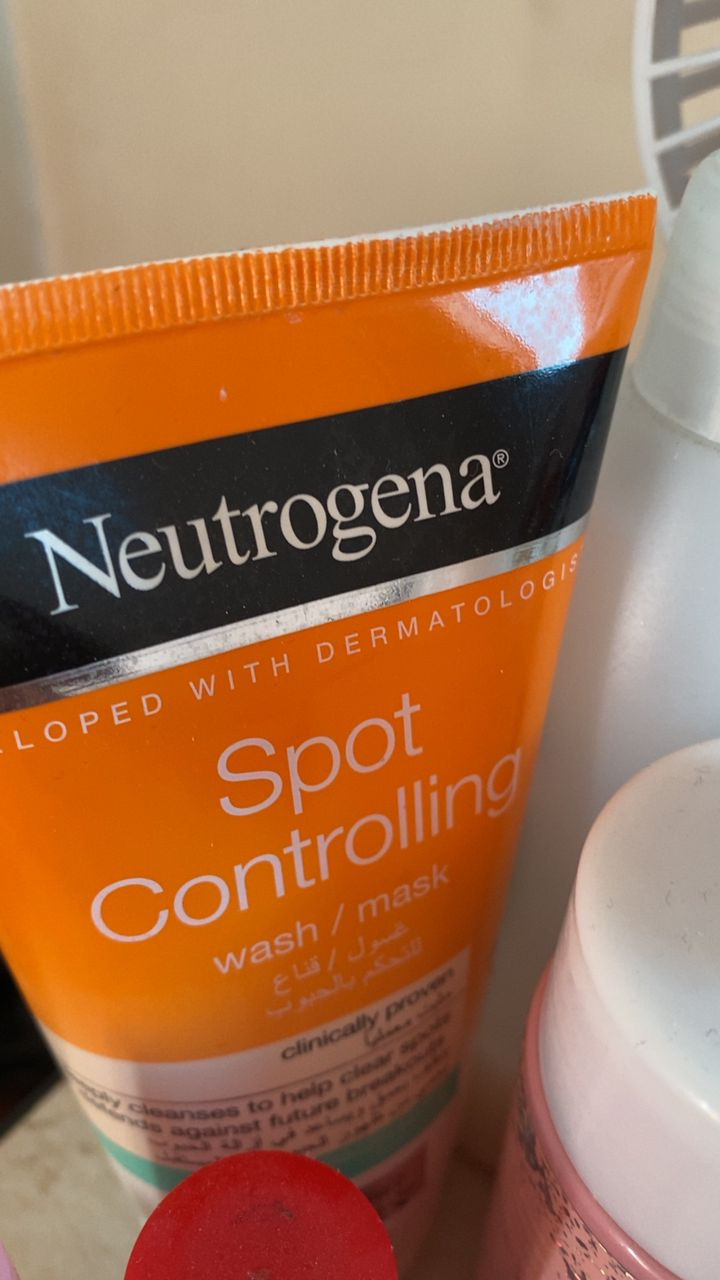 Neutrogena®
LOPED WITH DERMATOLOGIS
Spot
Controlling
wash / mask
غسول / قناع
للتحكم بالحبوب
clinically proven
cleanses to help clear spots
defends against future breakouts